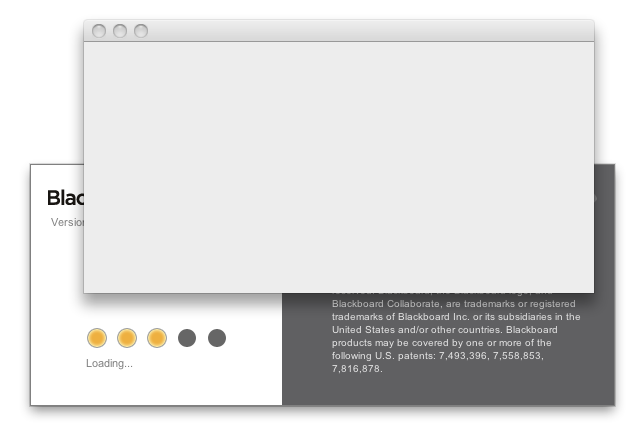 Blac
Version
Loading...
Blackboard Collaborate, are trademarks or registered
trademarks of Blackboard Inc. or its subsidiaries in the
United States and/or other countries. Blackboard
products may be covered by one or more of the
following U.S. patents: 7,493,396, 7,558,853,
7,816,878.